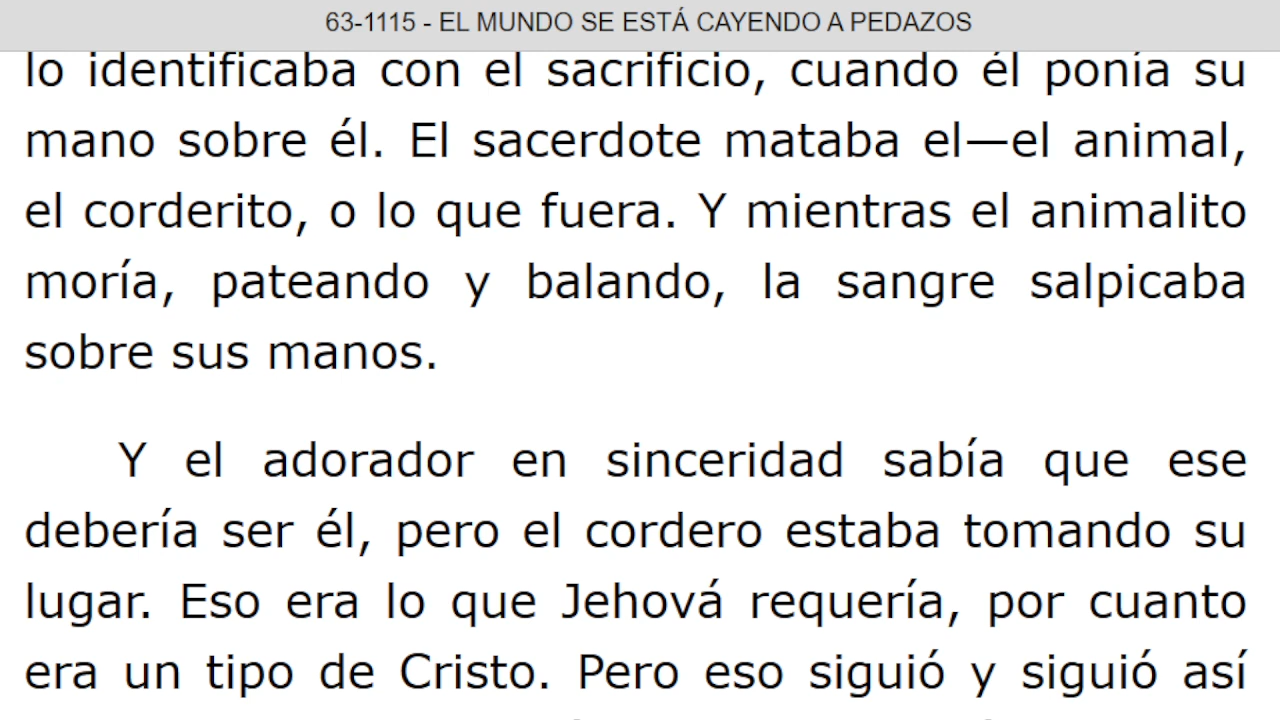 63-1115 - EL MUNDO SE ESTÁ CAYENDO A PEDAZOS
lo identificaba con el sacrificio, cuando él ponía su
mano sobre él. El sacerdote mataba el—el animal,
el corderito, o lo que fuera. Y mientras el animalito
moría, pateando y balando, la sangre salpicaba
sobre sus manos.
Y el adorador en sinceridad sabía que ese
debería ser él, pero el cordero estaba tomando su
lugar. Eso era lo que Jehová requería, por cuanto
era un tipo de Cristo. Pero eso siguió y siguió así